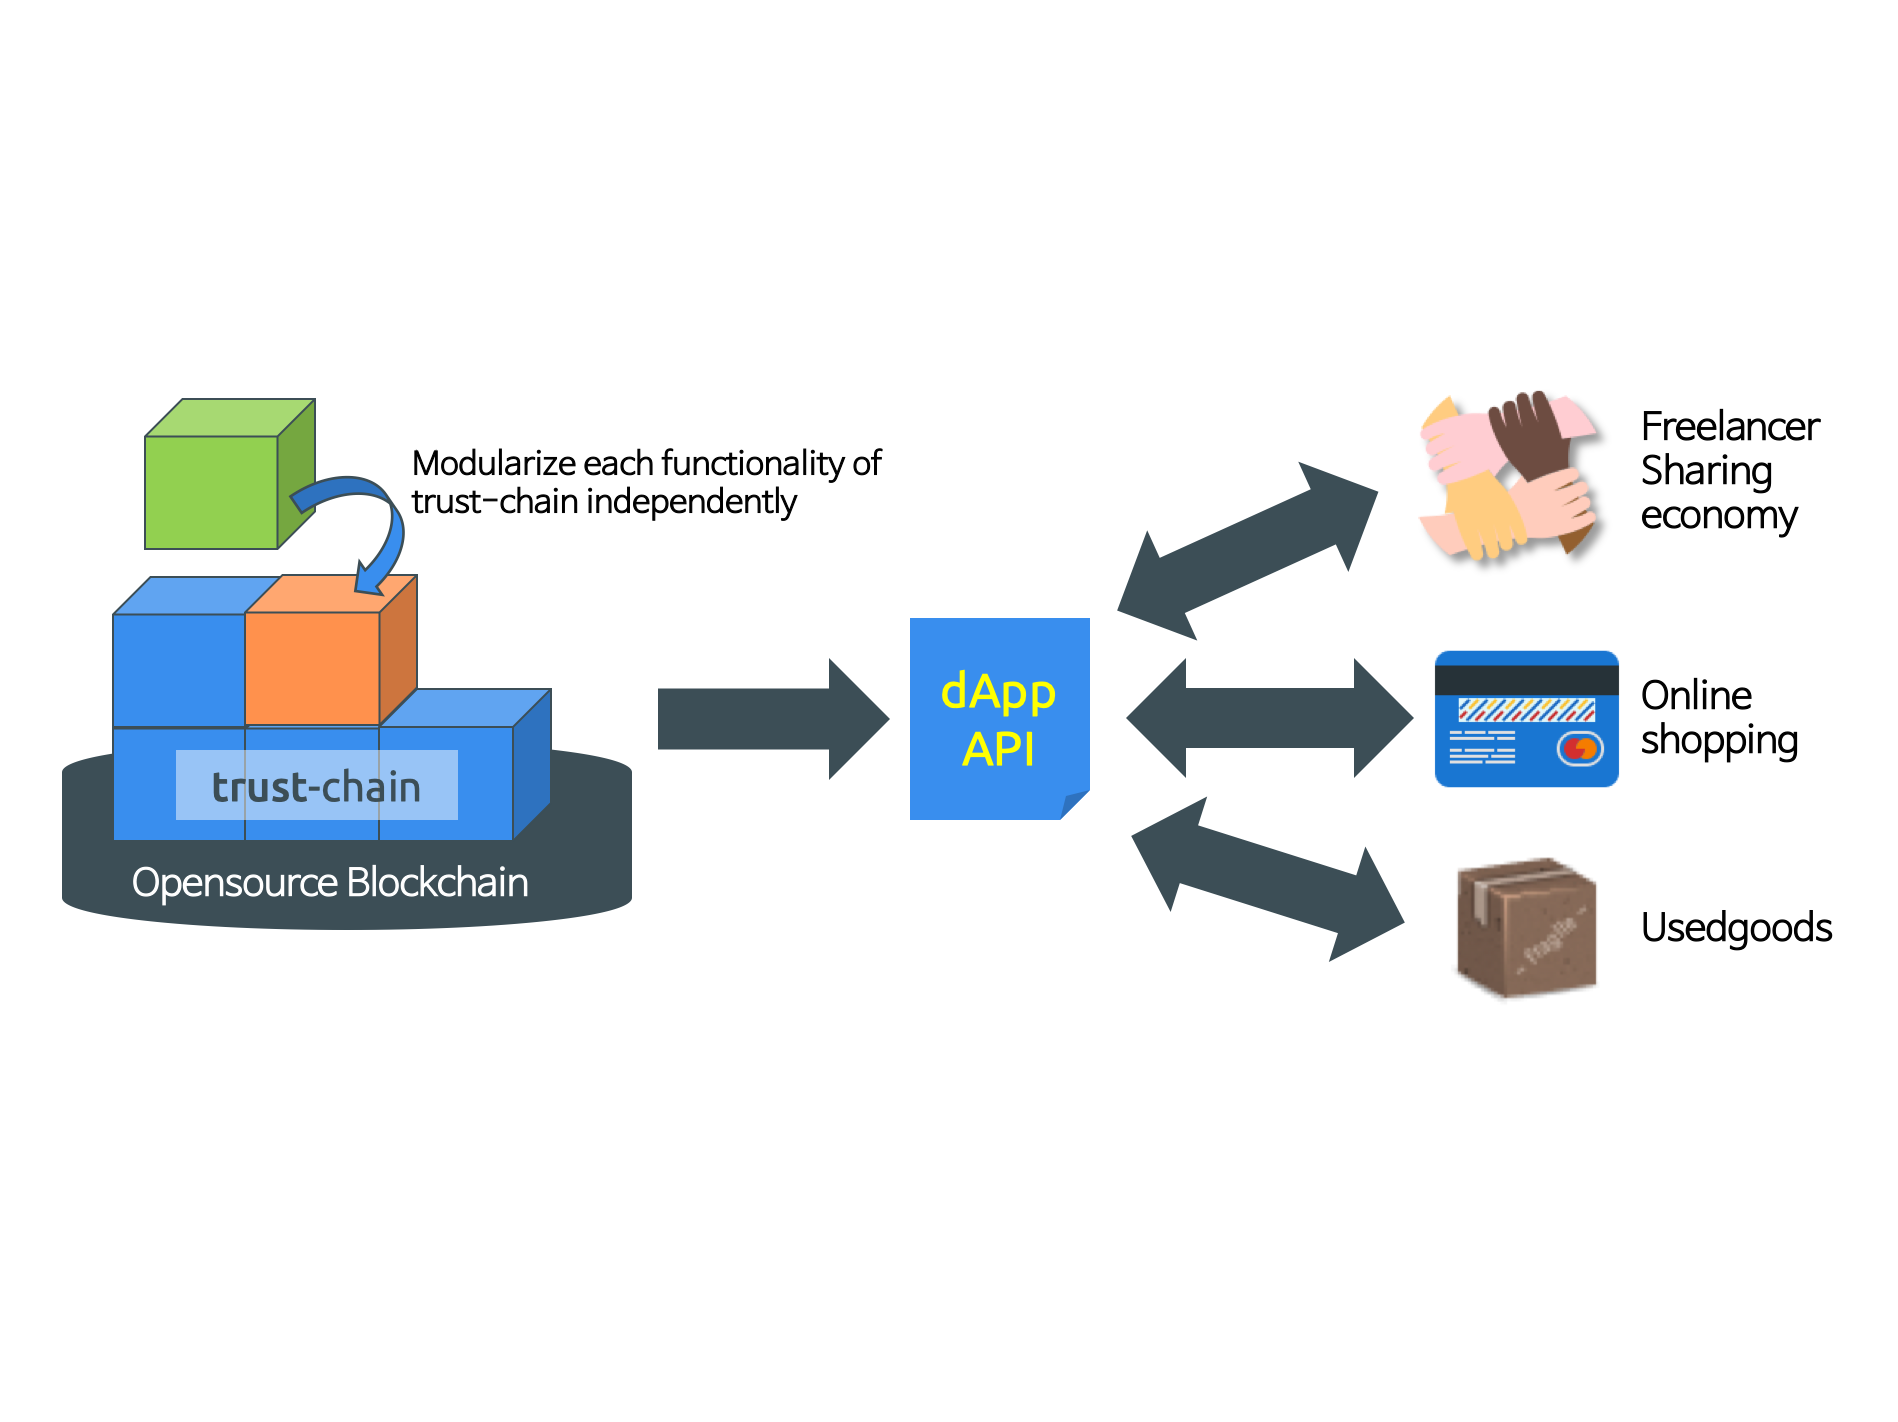 Modularize each functionality of
trust-chain independently
trust-chain
Opensource Blockchain
dApp
API
Freelancer
Sharing
economy
Online
shopping
Fragile
Usedgoods